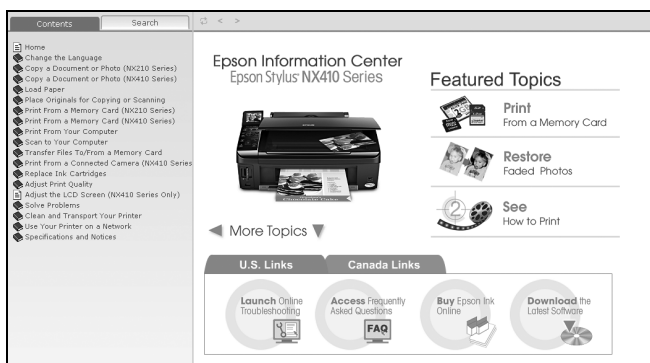 Contents
Search
Home
Change the Language
Copy a Document or Photo (NX210 Series)
Copy a Document or Photo (NX410 Series)
Load Paper
Place Originals for Copying or Scanning
Print From a Memory Card (NX210 Series)
Print From a Memory Card (NX410 Series)
Print From Your Computer
Scan to Your Computer
Transfer Files To/From a Memory Card
Print From a Connected Camera (NX410 Series
Replace Ink Cartridges
Adjust Print Quality
Adjust the LCD Screen (NX410 Series Only)
Solve Problems
Clean and Transport Your Printer
Use Your Printer on a Network
Specifications and Notices
Epson Information Center
Epson Stylus® NX410 Series
More Topics
Featured Topics
Print
From a Memory Card
Restore
Faded Photos
See
How to Print
U.S. Links
Canada Links
Launch Online
Troubleshooting
Access Frequently
Asked Questions
FAQ
Buy Epson Ink
Online
Download the
Latest Software